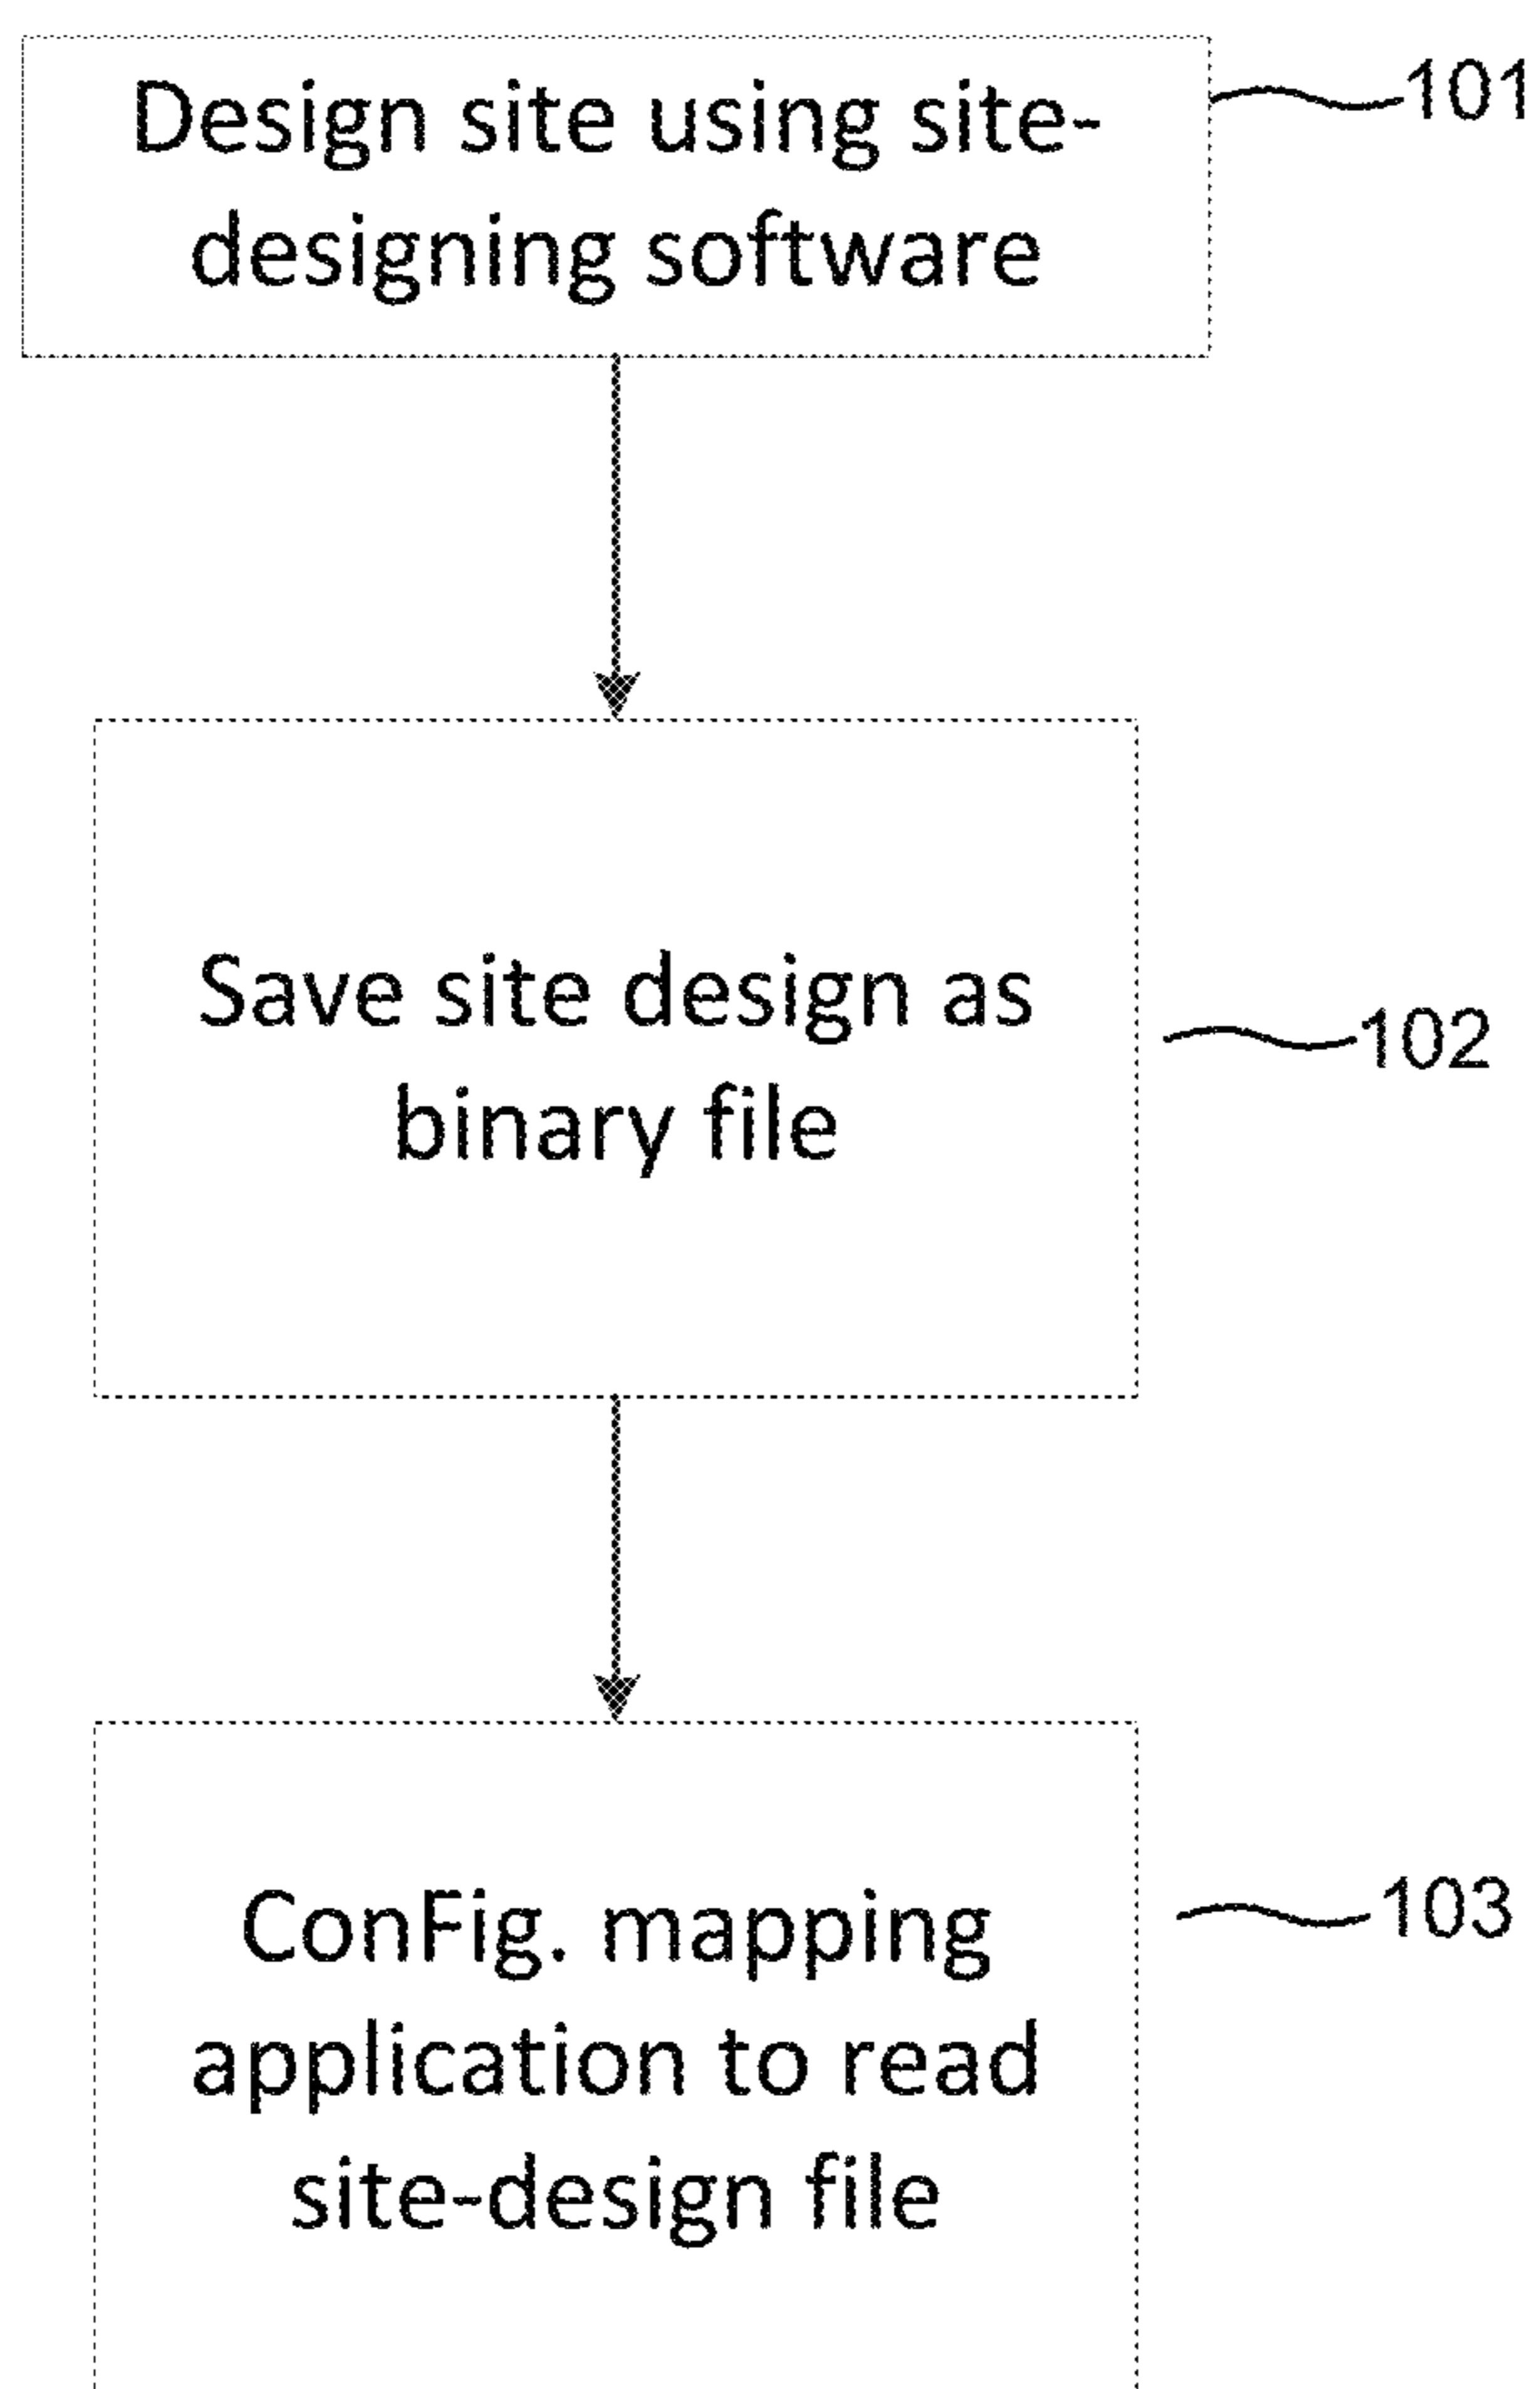 Design site using site-
designing software
101
Save site design as
binary file
102
ConFig. mapping
application to read
site-design file
103